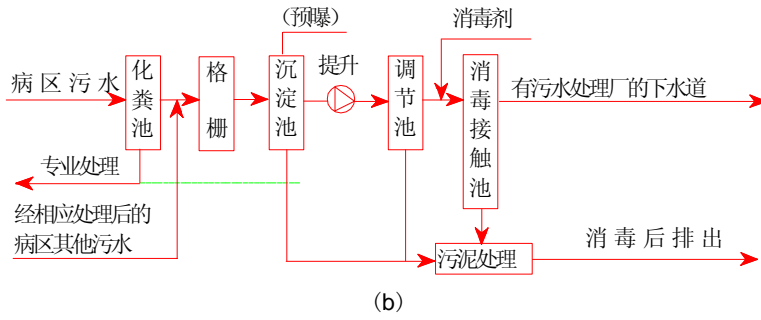 (预曝)
消毒剂
病区污水
化粪池
格栅
沉淀池
提升
调节池
消毒接触池
有污水处理厂的下水道
专业处理
经相应处理后的
病区其他污水
污泥处理
消毒后排出
(b)